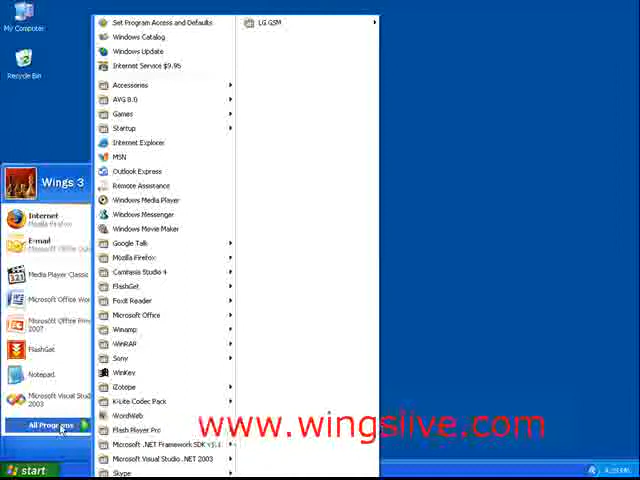 My Computer
Recycle Bin
Wings 3
Internet
Mozilla Firefox
E-mail
Microsoft Office
Media Player Classic
Microsoft Office
2007
FlashGet
Notepad
Microsoft Visual
2003
All Programs
start
Set Program Access and Defaults
Windows Catalog
Windows Update
Internet Service $9.95
Accessories
AVG 8.0
Games
Startup
Internet Explorer
MSN
Outlook Express
Remote Assistance
Windows Media Player
Windows Messenger
Windows Movie Maker
Google Talk
Mozilla Firefox
Camtasia Studio 4
FlashGet
Foxit Reader
Microsoft Office
Winamp
WinRAR
Sony
WinKey
iZotope
K-Lite Codec Pack
WordWeb
Flash Player Pro
Microsoft .NET Framework SDK v1.1
Microsoft Visual Studio .NET 2003
Skype
LG GSM
www.wingslive.com